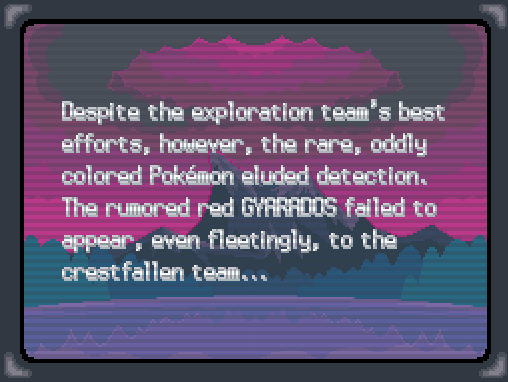 Despite the exploration team's best
efforts, however, the rare, oddly
colored Pokémon eluded detection.
The rumored red GYARADOS failed to
appear, even fleetingly, to the
crestfallen team...